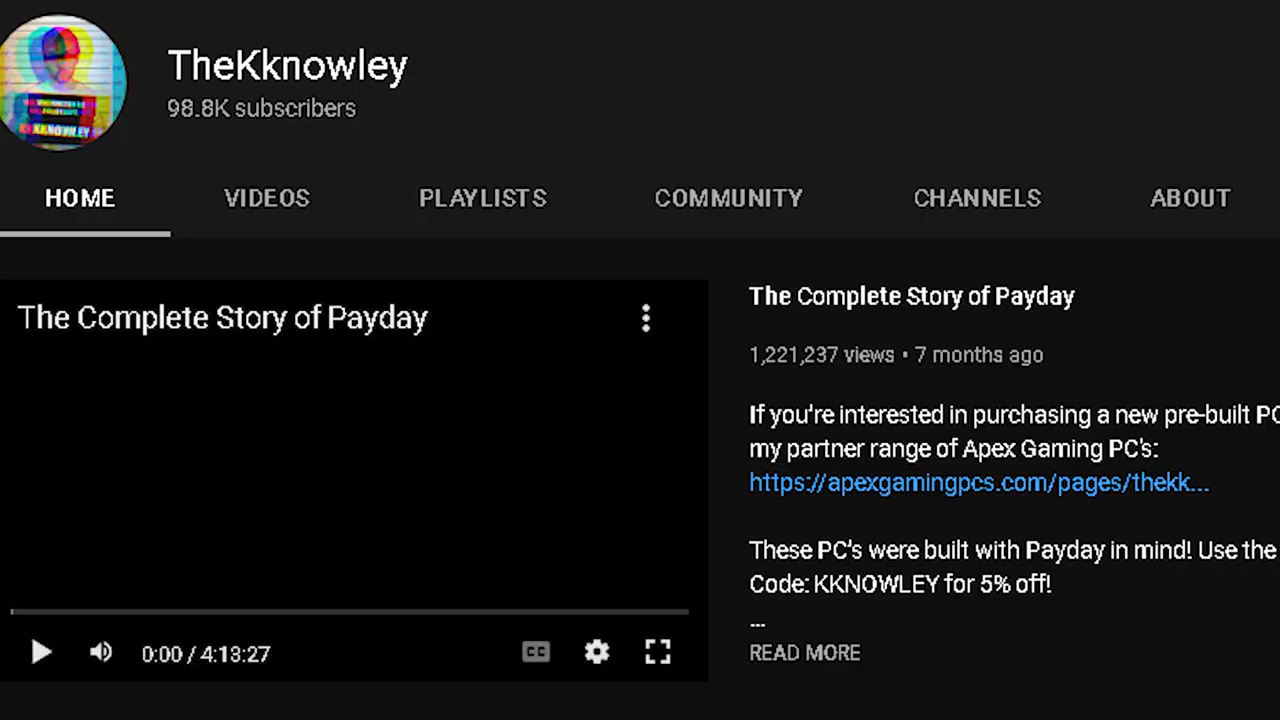 TheKknowley
98.8K subscribers
HOME VIDEOS PLAYLISTS COMMUNITY CHANNELS ABOUT
The Complete Story of Payday
0:00 / 4:13:27
CC
The Complete Story of Payday
1,221,237 views • 7 months ago
If you're interested in purchasing a new pre-built PC
my partner range of Apex Gaming PC's:
https://apexgamingpcs.com/pages/thekk...
These PC's were built with Payday in mind! Use the
Code: KKNOWLEY for 5% off!
...
READ MORE
KKNOWLEY